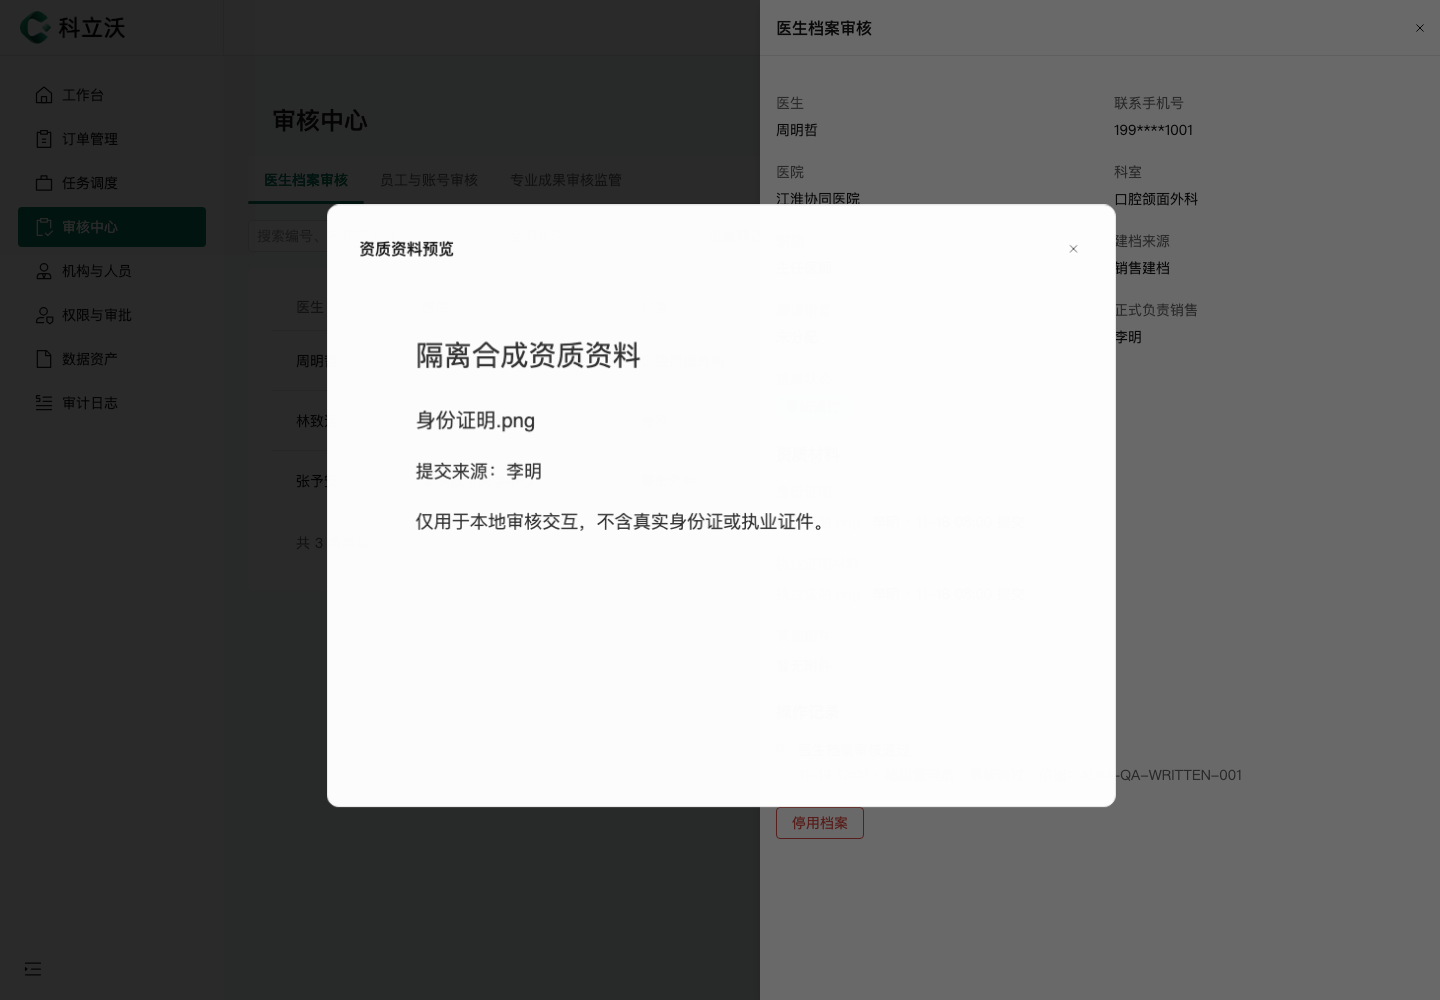 科立沃
工作台
订单管理
任务调度
审核中心
机构与人员
权限与审批
数据资产
审计日志
审核中心
医生档案审核
员工与账号审核
专业成果审核监管
搜索编号、
医生
周明
林致
张予
共 3
医生档案审核
医生
周明哲
联系手机号
199****1001
医院
江淮协同医院
科室
口腔颌面外科
建档来源
销售建档
正式负责销售
李明
资质资料预览
隔离合成资质资料
身份证明.png
提交来源：李明
仅用于本地审核交互，不含真实身份证或执业证件。
-QA-WRITTEN-001
停用档案